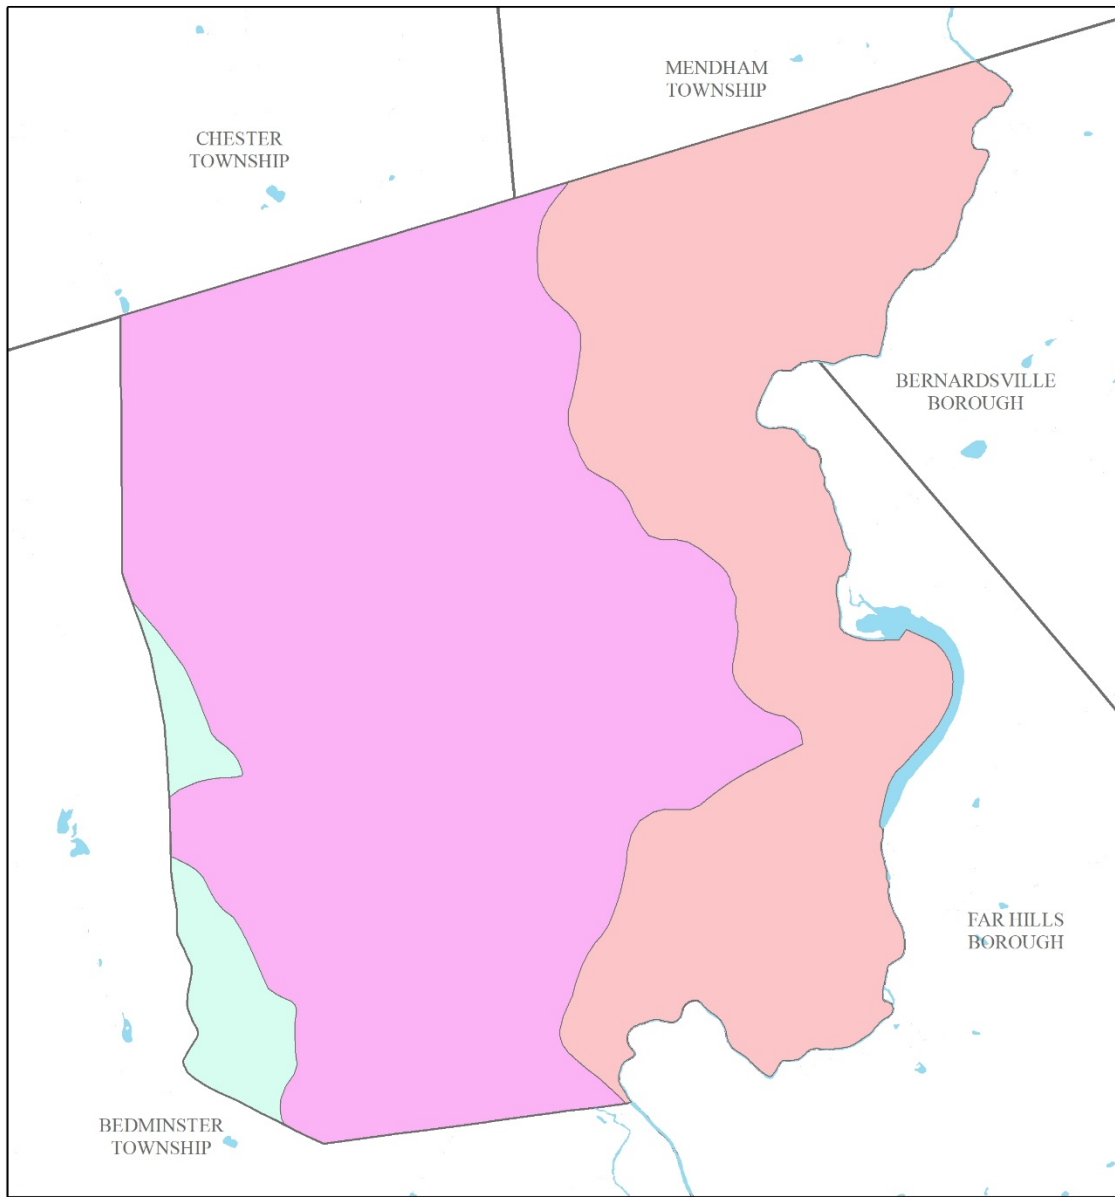 MENDHAM
TOWNSHIP
CHESTER
TOWNSHIP
BERNARDSVILLE
BOROUGH
FAR HILLS
BOROUGH
BEDMINSTER
TOWNSHIP